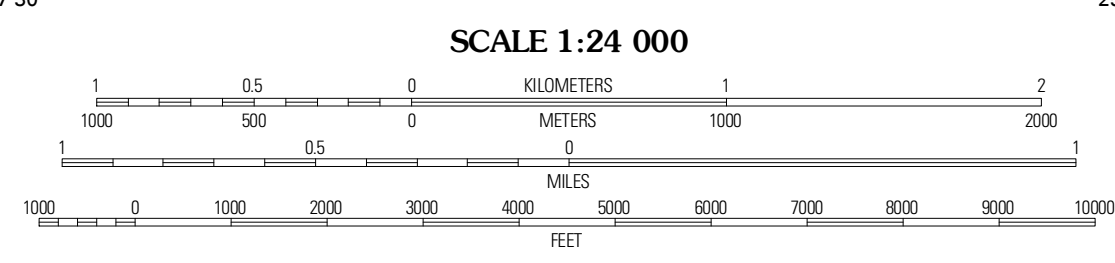 SCALE 1:24 000
1 0.5 0 KILOMETERS 1 2
1000 500 0 METERS 1000 2000
1 0.5 0 1
MILES
1000 0 1000 2000 3000 4000 5000 6000 7000 8000 9000 10000
FEET